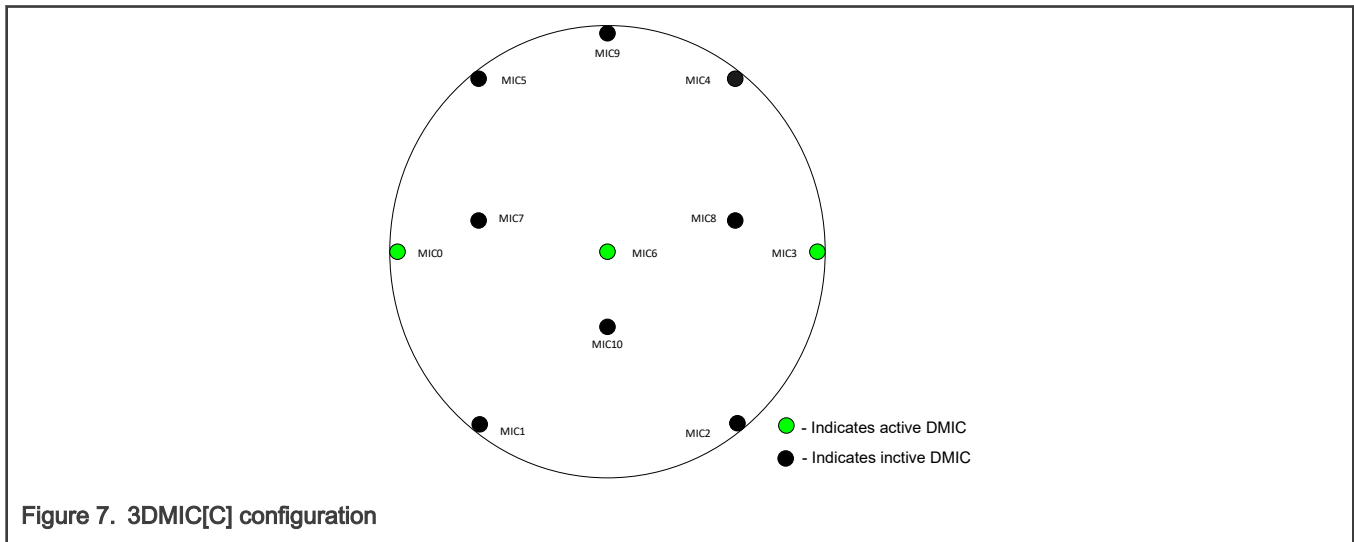 MIC9
MIC5
MIC4
MIC7
MIC8
MIC0
MIC6
MIC3
MIC10
MIC1
MIC2
- Indicates active DMIC
- Indicates inctive DMIC
Figure 7. 3DMIC[C] configuration